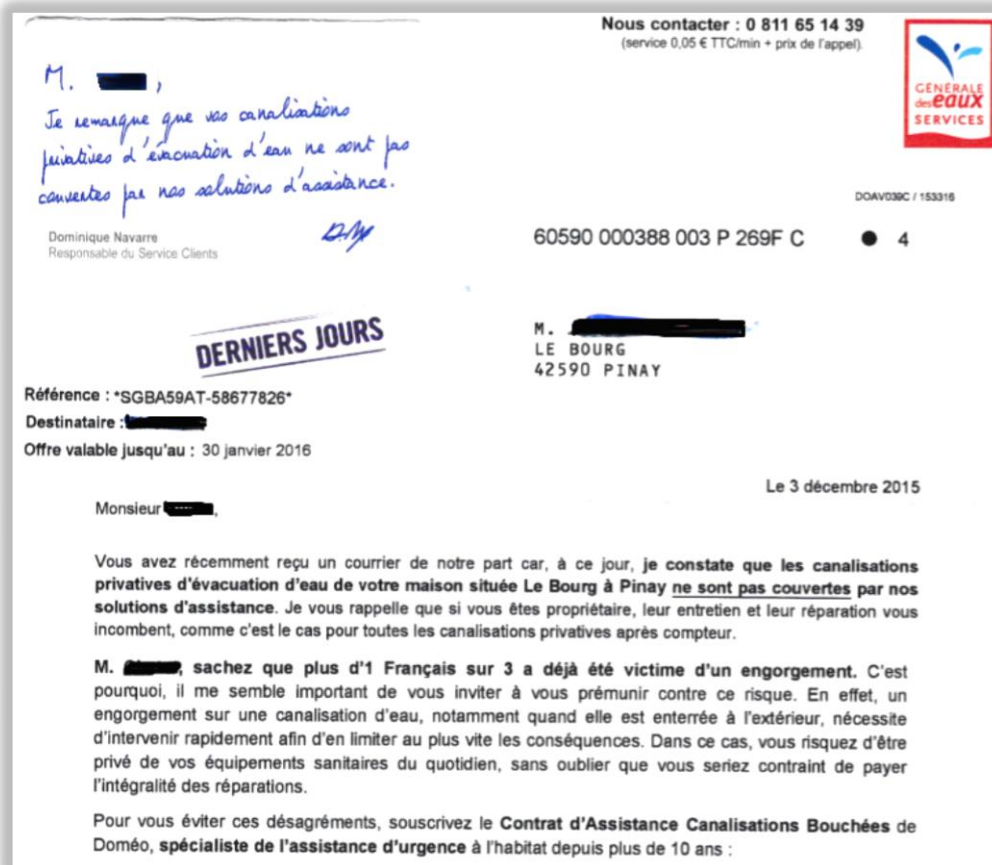 Nous contacter : 0 811 65 14 39
(service 0,05 € TTC/min + prix de l'appel)
GÉNÉRALE
des eaux
SERVICES
M. ,
Je remarque que vos canalisations
privatives d'évacuation d'eau ne sont pas
couvertes par nos solutions d'assistance.
DOAV039C / 153316
Dominique Navarre
Responsable du Service Clients
60590 000388 003 P 269F C ● 4
DERNIERS JOURS
M.
LE BOURG
42590 PINAY
Référence : *SGBA59AT-58677826*
Destinataire :
Offre valable jusqu'au : 30 janvier 2016
Le 3 décembre 2015
Monsieur ,
Vous avez récemment reçu un courrier de notre part car, à ce jour, je constate que les canalisations
privatives d'évacuation d'eau de votre maison située Le Bourg à Pinay ne sont pas couvertes par nos
solutions d'assistance. Je vous rappelle que si vous êtes propriétaire, leur entretien et leur réparation vous
incombent, comme c'est le cas pour toutes les canalisations privatives après compteur.
M. , sachez que plus d'1 Français sur 3 a déjà été victime d'un engorgement. C'est
pourquoi, il me semble important de vous inviter à vous prémunir contre ce risque. En effet, un
engorgement sur une canalisation d'eau, notamment quand elle est enterrée à l'extérieur, nécessite
d'intervenir rapidement afin d'en limiter au plus vite les conséquences. Dans ce cas, vous risquez d'être
privé de vos équipements sanitaires du quotidien, sans oublier que vous seriez contraint de payer
l'intégralité des réparations.
Pour vous éviter ces désagréments, souscrivez le Contrat d'Assistance Canalisations Bouchées de
Doméo, spécialiste de l'assistance d'urgence à l'habitat depuis plus de 10 ans :